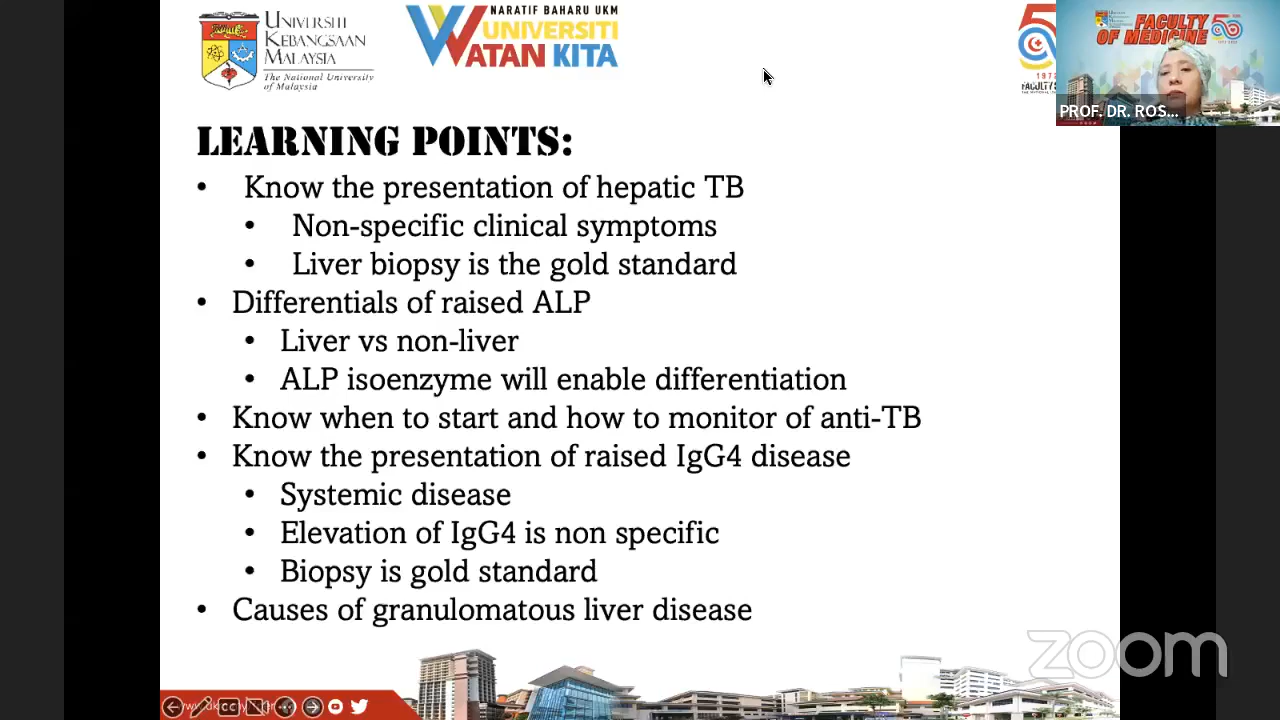 UNIVERSITI
KEBANGSAAN
MALAYSIA
The National University
of Malaysia
NARATIF BAHARU UKM
UNIVERSITI
WATAN KITA
FACULTY
OF MEDICINE
PROF. DR. ROS...
LEARNING POINTS:
• Know the presentation of hepatic TB
• Non-specific clinical symptoms
• Liver biopsy is the gold standard
• Differentials of raised ALP
• Liver vs non-liver
• ALP isoenzyme will enable differentiation
• Know when to start and how to monitor of anti-TB
• Know the presentation of raised IgG4 disease
• Systemic disease
• Elevation of IgG4 is non specific
• Biopsy is gold standard
• Causes of granulomatous liver disease
zoom